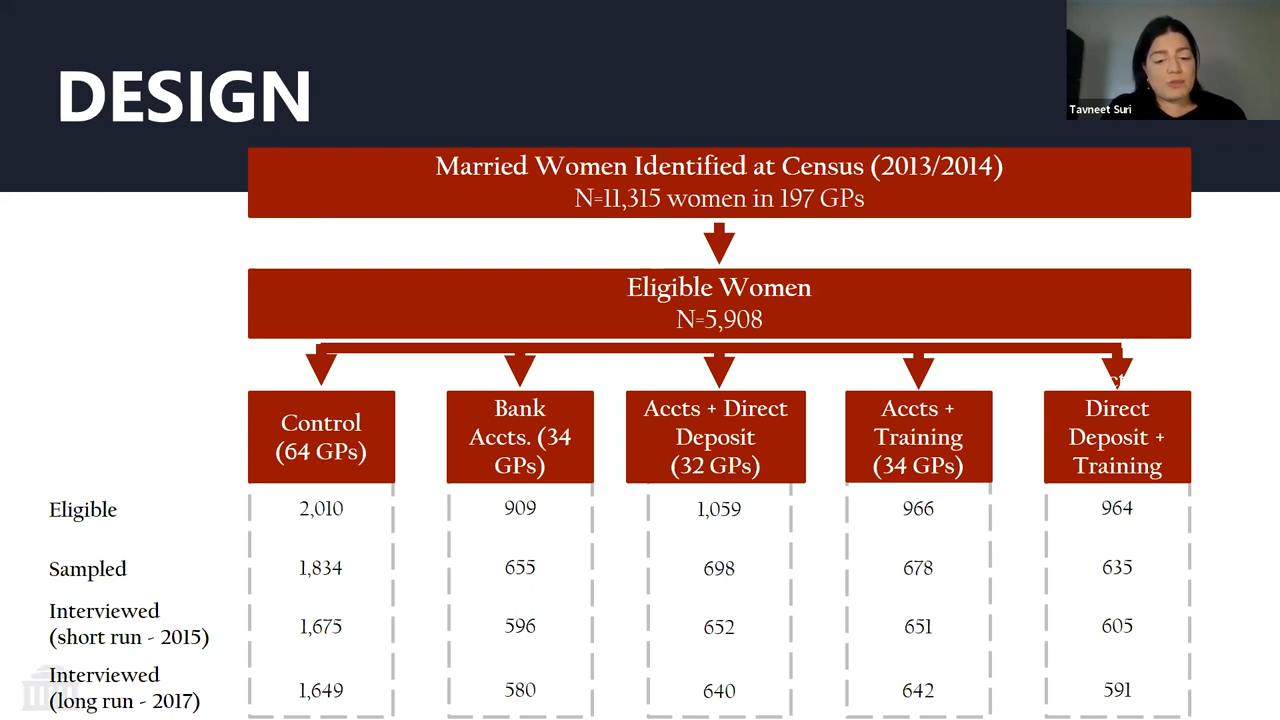 DESIGN
Tavneet Suri
Married Women Identified at Census (2013/2014)
N=11,315 women in 197 GPs
Eligible Women
N=5,908
Control
(64 GPs)
Bank
Accts. (34
GPs)
Accts + Direct
Deposit
(32 GPs)
Accts +
Training
(34 GPs)
Direct
Deposit +
Training
Eligible 2,010 909 1,059 966 964
Sampled 1,834 655 698 678 635
Interviewed
(short run - 2015) 1,675 596 652 651 605
Interviewed
(long run - 2017) 1,649 580 640 642 591